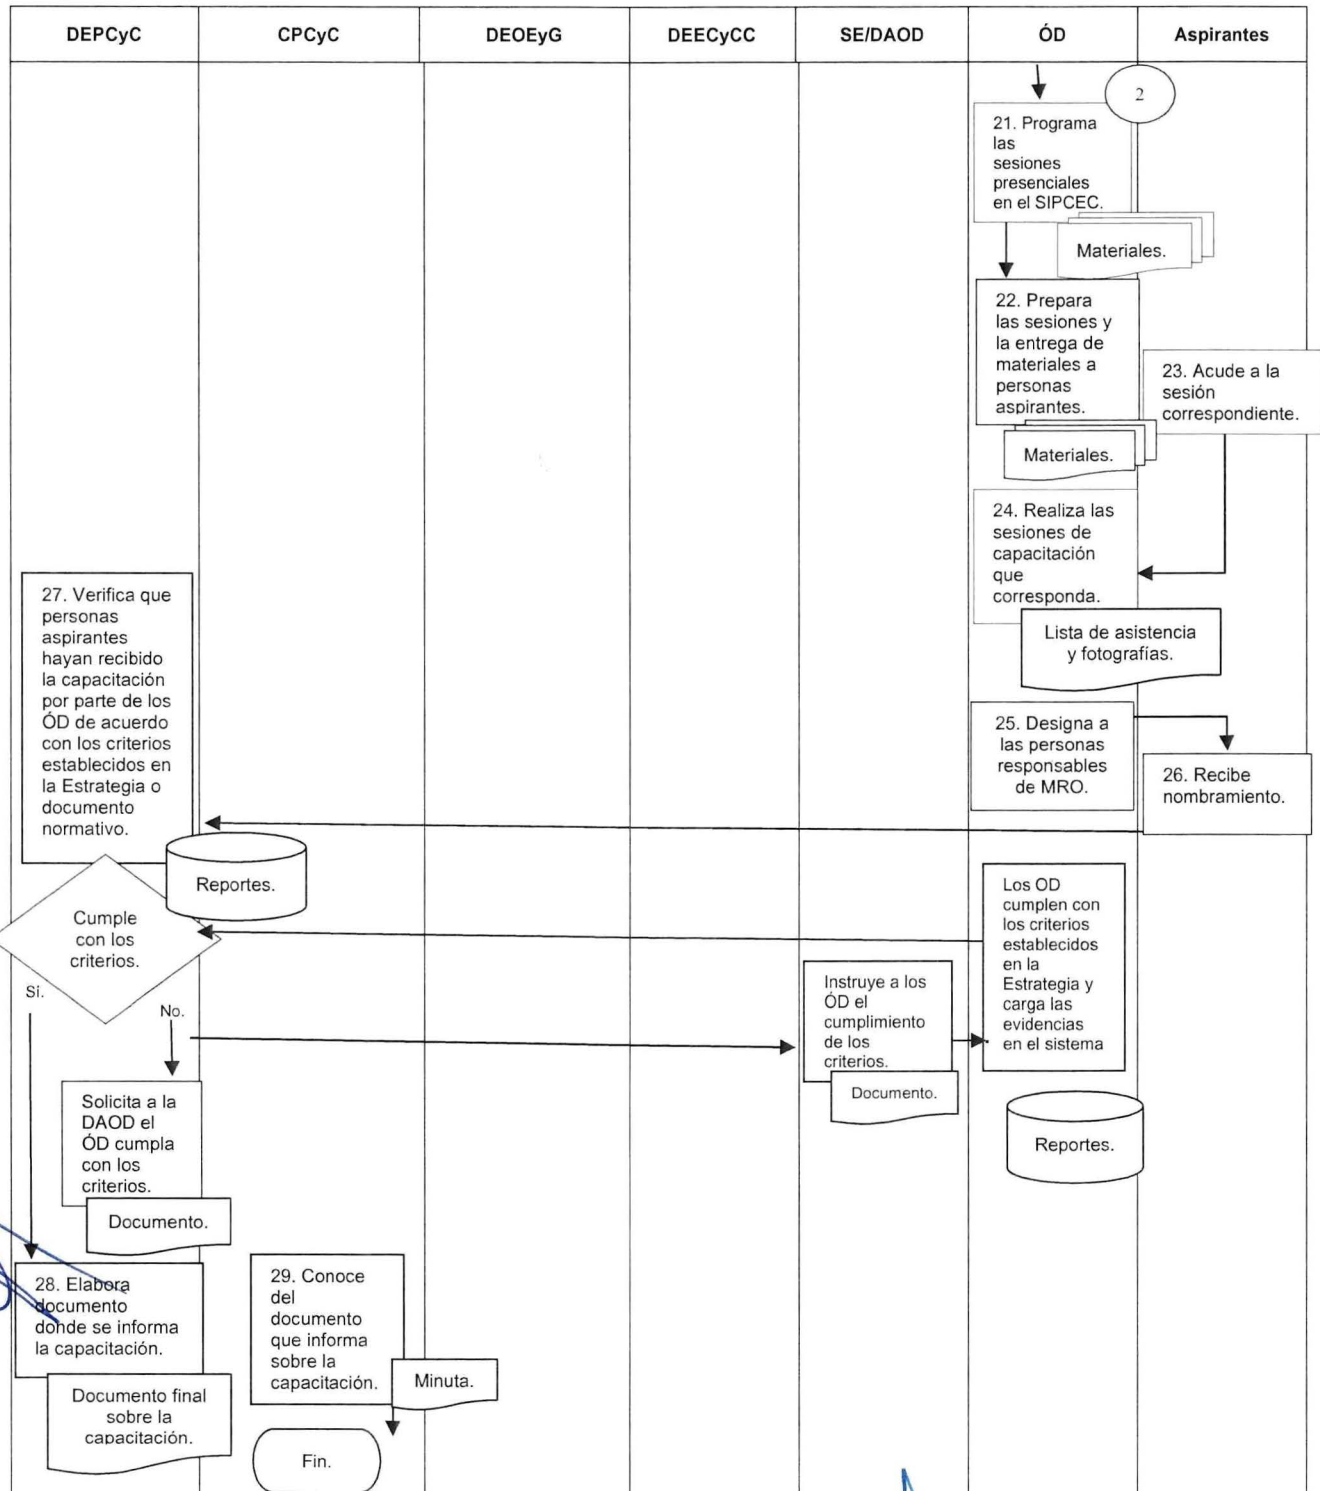 DEPCyC
CPCyC
DEOEyG
DEECyCC
SE/DAOD
ÓD
Aspirantes
2
21. Programa
las
sesiones
presenciales
en el SIPCEC.
Materiales.
22. Prepara
las sesiones y
la entrega de
materiales a
personas
aspirantes.
Materiales.
23. Acude a la
sesión
correspondiente.
24. Realiza las
sesiones de
capacitación
que
corresponda.
Lista de asistencia
y fotografías.
25. Designa a
las personas
responsables
de MRO.
26. Recibe
nombramiento.
27. Verifica que
personas
aspirantes
hayan recibido
la capacitación
por parte de los
ÓD de acuerdo
con los criterios
establecidos en
la Estrategia o
documento
normativo.
Reportes.
Cumple
con los
criterios.
Sí.
No.
Solicita a la
DAOD el
ÓD cumpla
con los
criterios.
Documento.
Instruye a los
ÓD el
cumplimiento
de los
criterios.
Documento.
Los OD
cumplen con
los criterios
establecidos
en la
Estrategia y
carga las
evidencias
en el sistema
Reportes.
28. Elabora
documento
donde se informa
la capacitación.
Documento final
sobre la
capacitación.
29. Conoce
del
documento
que informa
sobre la
capacitación.
Minuta.
Fin.